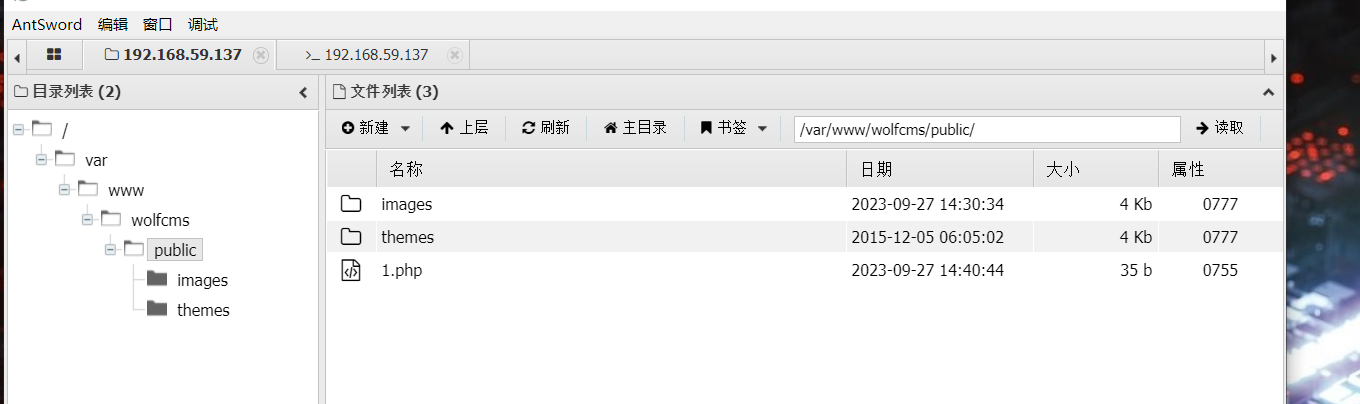 AntSword 编辑 窗口 调试
192.168.59.137 >_ 192.168.59.137
目录列表 (2)
/
var
www
wolfcms
public
images
themes
文件列表 (3)
新建 上层 刷新 主目录 书签 /var/www/wolfcms/public/ 读取
名称 日期 大小 属性
images 2023-09-27 14:30:34 4 Kb 0777
themes 2015-12-05 06:05:02 4 Kb 0777
1.php 2023-09-27 14:40:44 35 b 0755